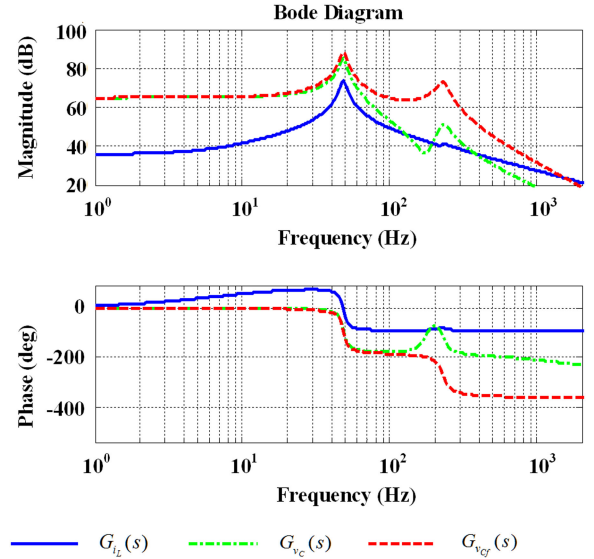 Bode Diagram
Magnitude (dB)
100
80
60
40
20
10^0 10^1 10^2 10^3
Frequency (Hz)
Phase (deg)
0
-200
-400
10^0 10^1 10^2 10^3
Frequency (Hz)
G_{i_L}(s) G_{v_C}(s) G_{v_{Cf}}(s)